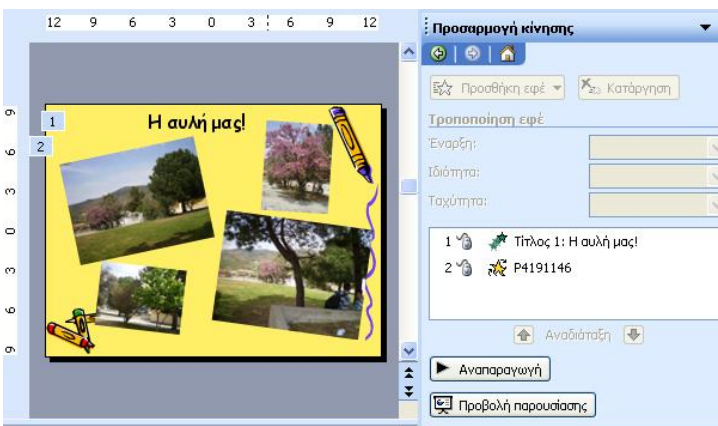 12 9 6 3 0 3 6 9 12
9
6
3
0
3
6
9
1
2
Η αυλή μας!
Προσαρμογή κίνησης
Προσθήκη εφέ
Κατάργηση
Τροποποίηση εφέ
Έναρξη:
Ιδιότητα:
Ταχύτητα:
1 Τίτλος 1: Η αυλή μας!
2 P4191146
Αναδιάταξη
Αναπαραγωγή
Προβολή παρουσίασης